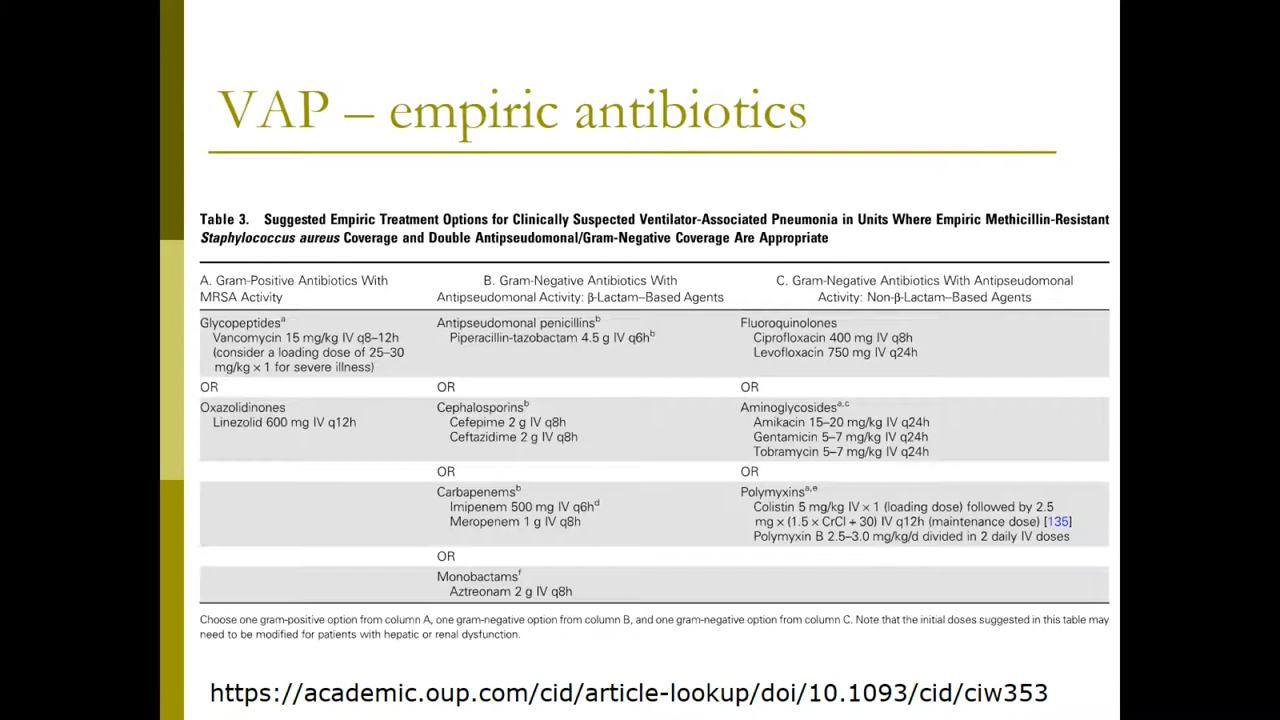 VAP – empiric antibiotics
Table 3. Suggested Empiric Treatment Options for Clinically Suspected Ventilator-Associated Pneumonia in Units Where Empiric Methicillin-Resistant
Staphylococcus aureus Coverage and Double Antipseudomonal/Gram-Negative Coverage Are Appropriate
A. Gram-Positive Antibiotics With
MRSA Activity
B. Gram-Negative Antibiotics With
Antipseudomonal Activity: β-Lactam–Based Agents
C. Gram-Negative Antibiotics With Antipseudomonal
Activity: Non-β-Lactam–Based Agents
Glycopeptidesᵃ
Vancomycin 15 mg/kg IV q8–12h
(consider a loading dose of 25–30
mg/kg × 1 for severe illness)
Antipseudomonal penicillinsᵇ
Piperacillin-tazobactam 4.5 g IV q6hᵇ
Fluoroquinolones
Ciprofloxacin 400 mg IV q8h
Levofloxacin 750 mg IV q24h
OR
OR
OR
Oxazolidinones
Linezolid 600 mg IV q12h
Cephalosporinsᵇ
Cefepime 2 g IV q8h
Ceftazidime 2 g IV q8h
Aminoglycosidesᵃ,ᶜ
Amikacin 15–20 mg/kg IV q24h
Gentamicin 5–7 mg/kg IV q24h
Tobramycin 5–7 mg/kg IV q24h
OR
OR
Carbapenemsᵇ
Imipenem 500 mg IV q6hᵈ
Meropenem 1 g IV q8h
Polymyxinsᵃ,ᵉ
Colistin 5 mg/kg IV × 1 (loading dose) followed by 2.5
mg × (1.5 × CrCl + 30) IV q12h (maintenance dose) [135]
Polymyxin B 2.5–3.0 mg/kg/d divided in 2 daily IV doses
OR
Monobactamsᶠ
Aztreonam 2 g IV q8h
Choose one gram-positive option from column A, one gram-negative option from column B, and one gram-negative option from column C. Note that the initial doses suggested in this table may
need to be modified for patients with hepatic or renal dysfunction.
https://academic.oup.com/cid/article-lookup/doi/10.1093/cid/ciw353